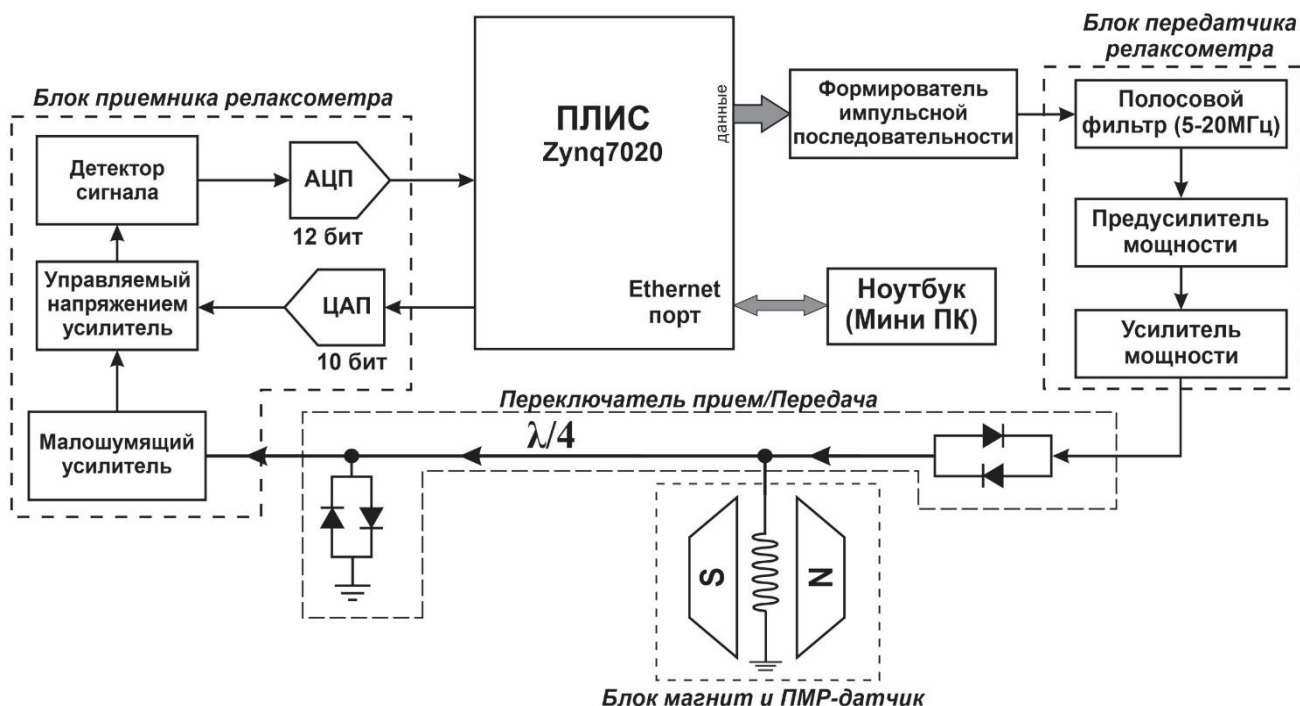 Блок передатчика
релаксометра
Блок приемника релаксометра
ПЛИС
Zynq7020
данные
Формирователь
импульсной
последовательности
Полосовой
фильтр (5-20МГц)
Детектор
сигнала
АЦП
12 бит
Предусилитель
мощности
Управляемый
напряжением
усилитель
ЦАП
10 бит
Ethernet
порт
Ноутбук
(Мини ПК)
Усилитель
мощности
Переключатель прием/Передача
λ/4
Малошумящий
усилитель
S
N
Блок магнит и ПМР-датчик